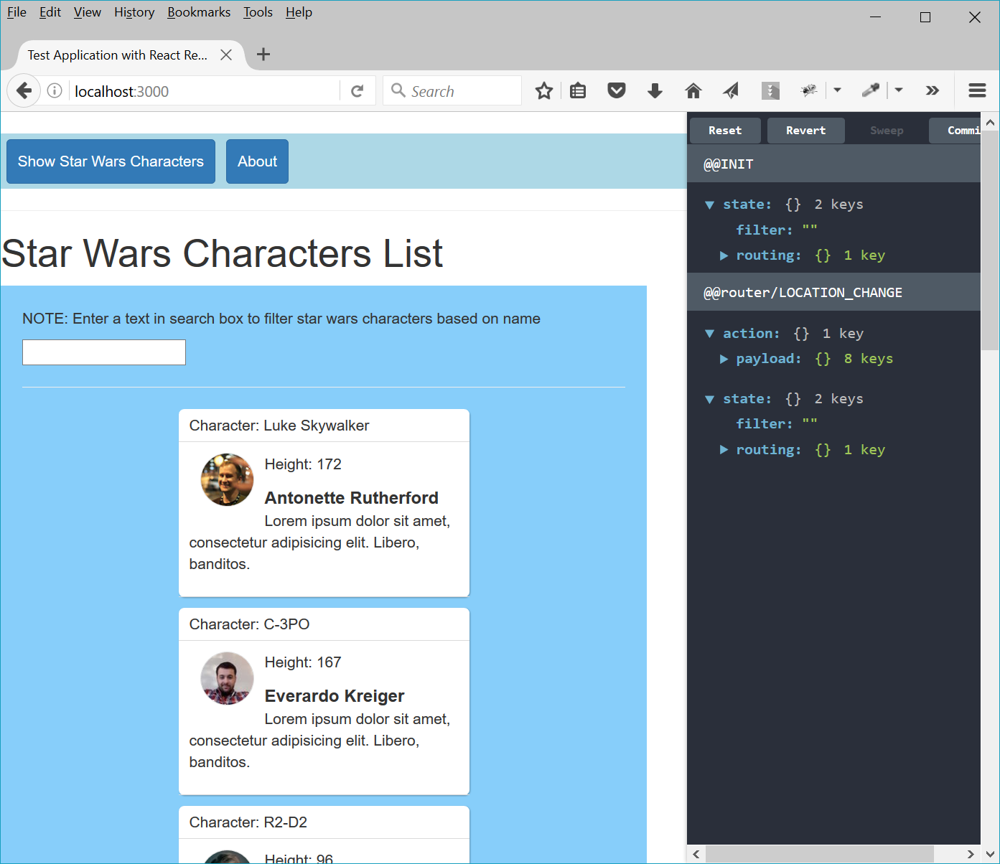 File Edit View History Bookmarks Tools Help
Test Application with React Re...
localhost:3000
Search
Show Star Wars Characters
About
Star Wars Characters List
NOTE: Enter a text in search box to filter star wars characters based on name
Character: Luke Skywalker
Height: 172
Antonette Rutherford
Lorem ipsum dolor sit amet,
consectetur adipisicing elit. Libero,
banditos.
Character: C-3PO
Height: 167
Everardo Kreiger
Lorem ipsum dolor sit amet,
consectetur adipisicing elit. Libero,
banditos.
Character: R2-D2
Height: 96
Reset Revert Sweep Commi
@@INIT
state: {} 2 keys
filter: ""
routing: {} 1 key
@@router/LOCATION_CHANGE
action: {} 1 key
payload: {} 8 keys
state: {} 2 keys
filter: ""
routing: {} 1 key